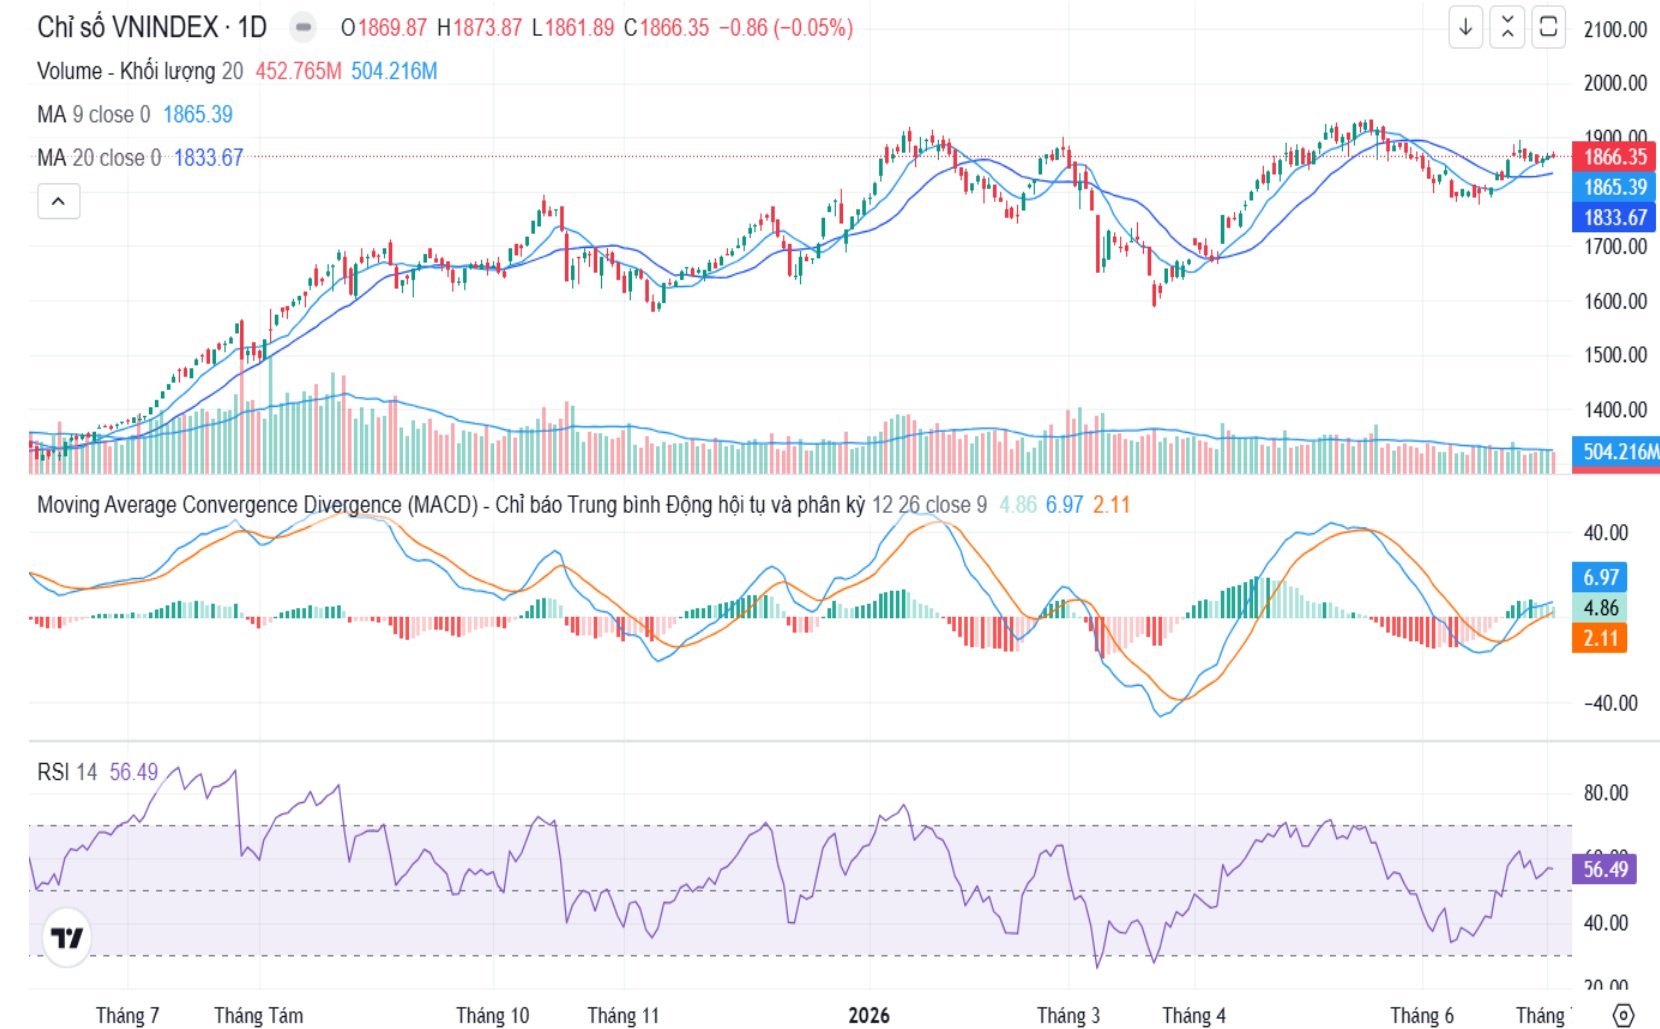 Chỉ số VNINDEX · 1D O1869.87 H1873.87 L1861.89 C1866.35 −0.86 (−0.05%)
Volume - Khối lượng 20 452.765M 504.216M
MA 9 close 0 1865.39
MA 20 close 0 1833.67
2100.00
2000.00
1900.00
1866.35
1865.39
1833.67
1700.00
1600.00
1500.00
1400.00
504.216M
Moving Average Convergence Divergence (MACD) - Chỉ báo Trung bình Động hội tụ và phân kỳ 12 26 close 9 4.86 6.97 2.11
40.00
6.97
4.86
2.11
−40.00
RSI 14 56.49
80.00
56.49
40.00
20.00
Tháng 7 Tháng Tám Tháng 10 Tháng 11 2026 Tháng 3 Tháng 4 Tháng 6 Tháng